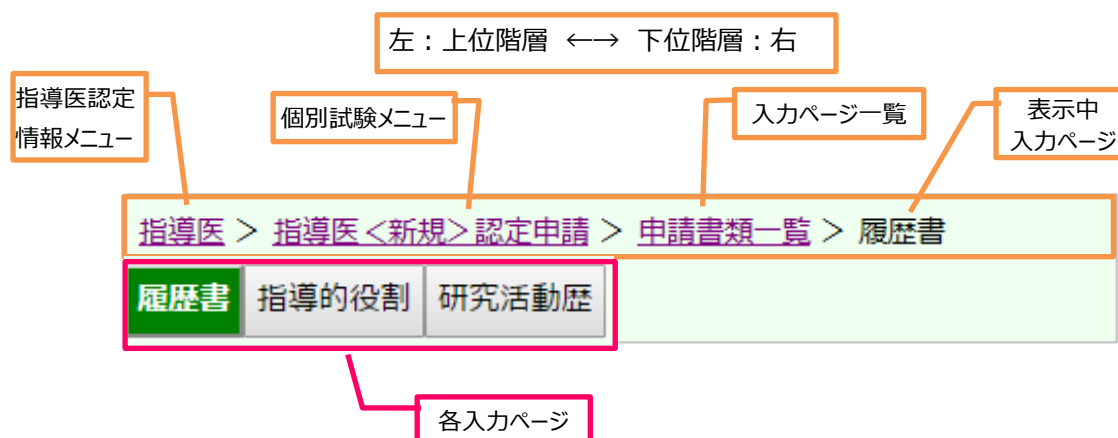 左：上位階層 ←→ 下位階層：右
指導医認定
情報メニュー
個別試験メニュー
入力ページ一覧
表示中
入力ページ
指導医 > 指導医<新規>認定申請 > 申請書類一覧 > 履歴書
履歴書 指導的役割 研究活動歴
各入力ページ